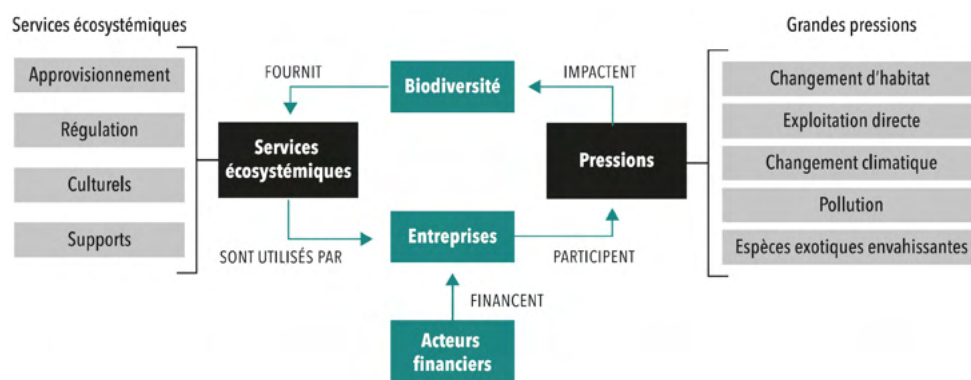 Services écosystémiques
Approvisionnement
Régulation
Culturels
Supports
FOURNIT
Biodiversité
IMPACTENT
Services
écosystémiques
Pressions
SONT UTILISÉS PAR
Entreprises
PARTICIPENT
FINANCENT
Acteurs
financiers
Grandes pressions
Changement d’habitat
Exploitation directe
Changement climatique
Pollution
Espèces exotiques envahissantes